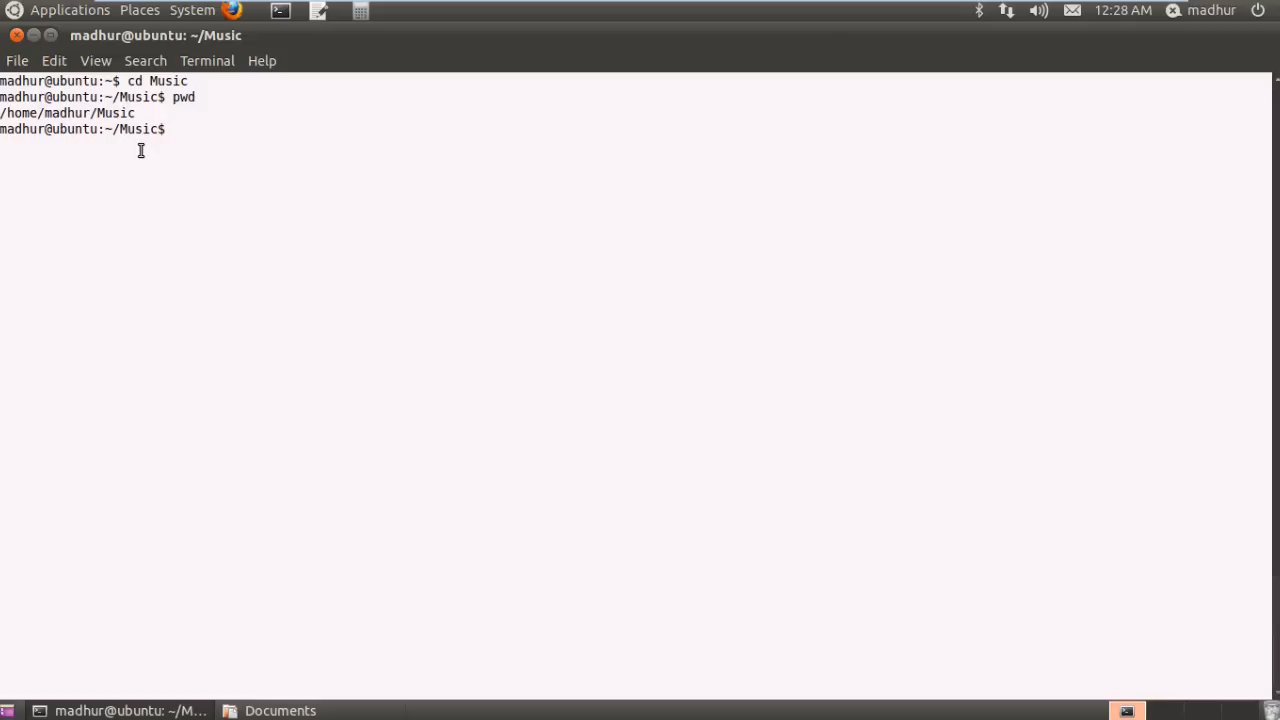 Applications Places System 12:28 AM madhur
madhur@ubuntu: ~/Music
File Edit View Search Terminal Help
madhur@ubuntu:~$ cd Music
madhur@ubuntu:~/Music$ pwd
/home/madhur/Music
madhur@ubuntu:~/Music$
madhur@ubuntu: ~/M... Documents